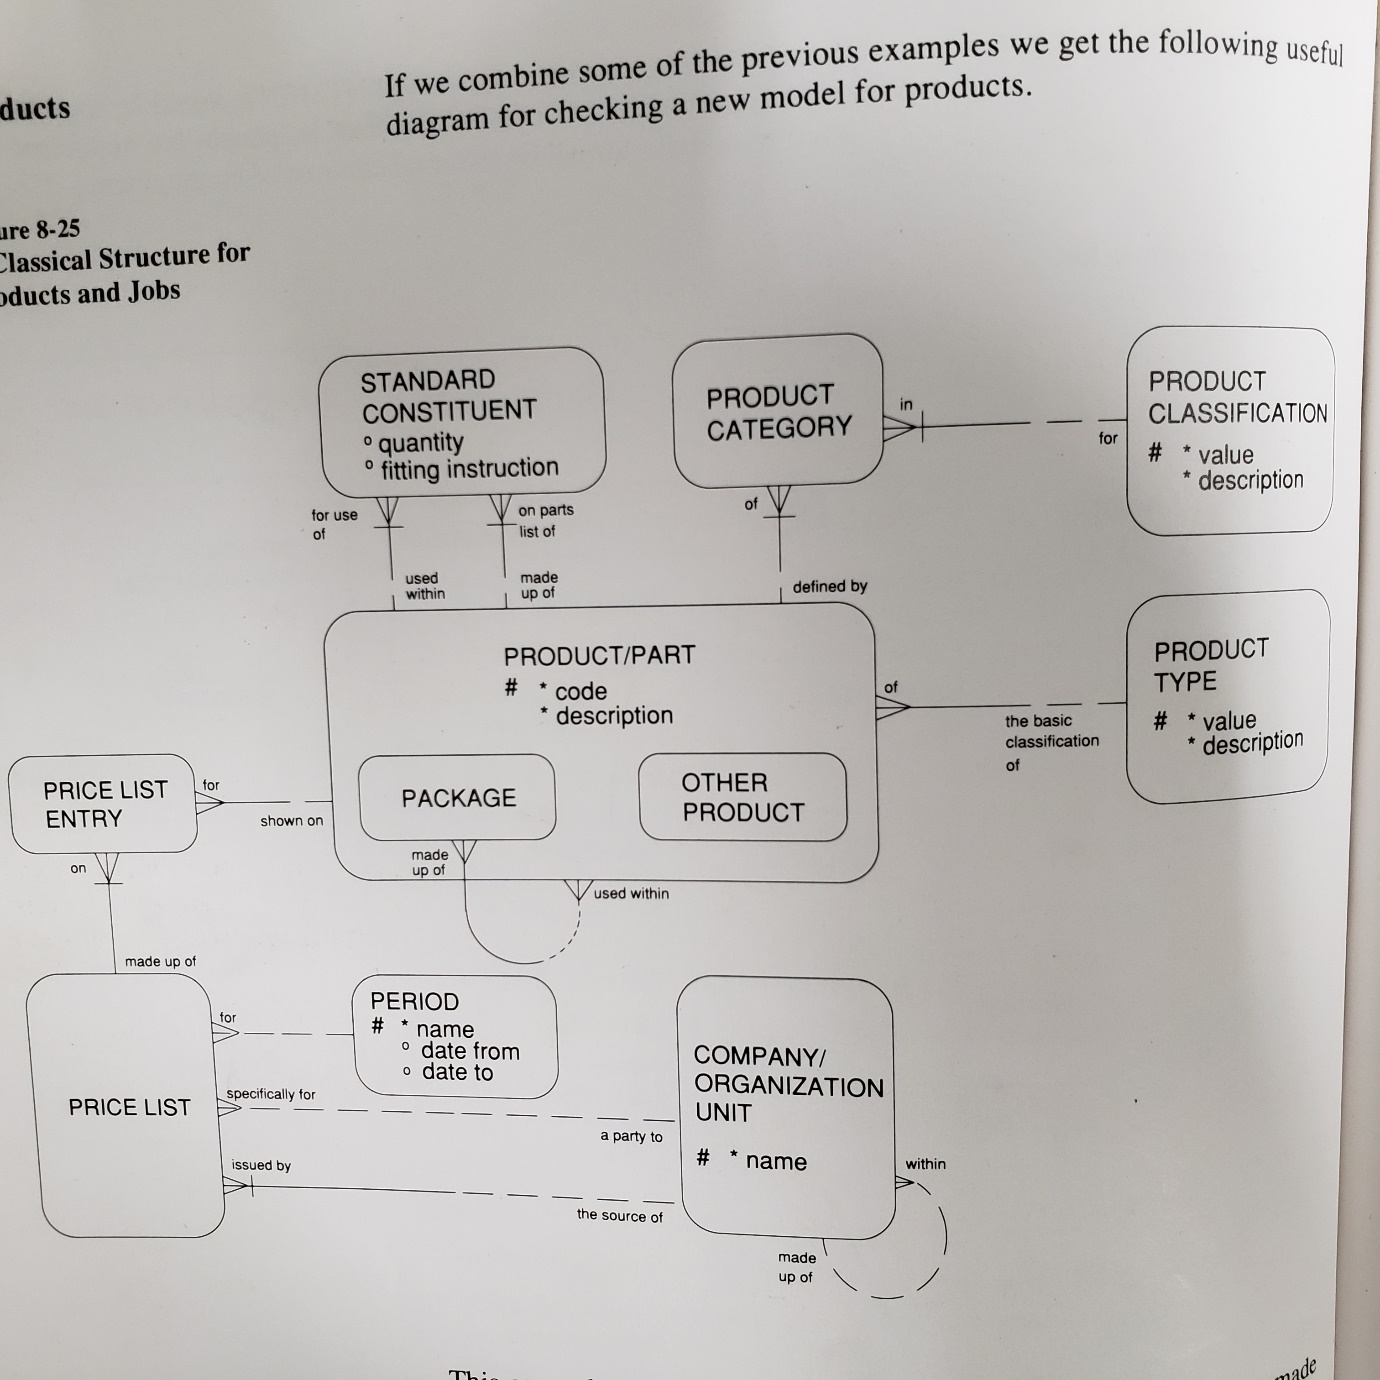 If we combine some of the previous examples we get the following useful
diagram for checking a new model for products.
ducts
ure 8-25
Classical Structure for
oducts and Jobs
STANDARD
CONSTITUENT
o quantity
o fitting instruction
PRODUCT
CATEGORY
in
for
PRODUCT
CLASSIFICATION
# * value
* description
for use
of
on parts
list of
of
used
within
made
up of
defined by
PRODUCT/PART
# * code
* description
of
the basic
classification
of
PRODUCT
TYPE
# * value
* description
PACKAGE
OTHER
PRODUCT
PRICE LIST
ENTRY
for
shown on
made
up of
used within
on
made up of
PRICE LIST
for
PERIOD
# * name
o date from
o date to
specifically for
a party to
issued by
the source of
COMPANY/
ORGANIZATION
UNIT
# * name
within
made
up of
This
made